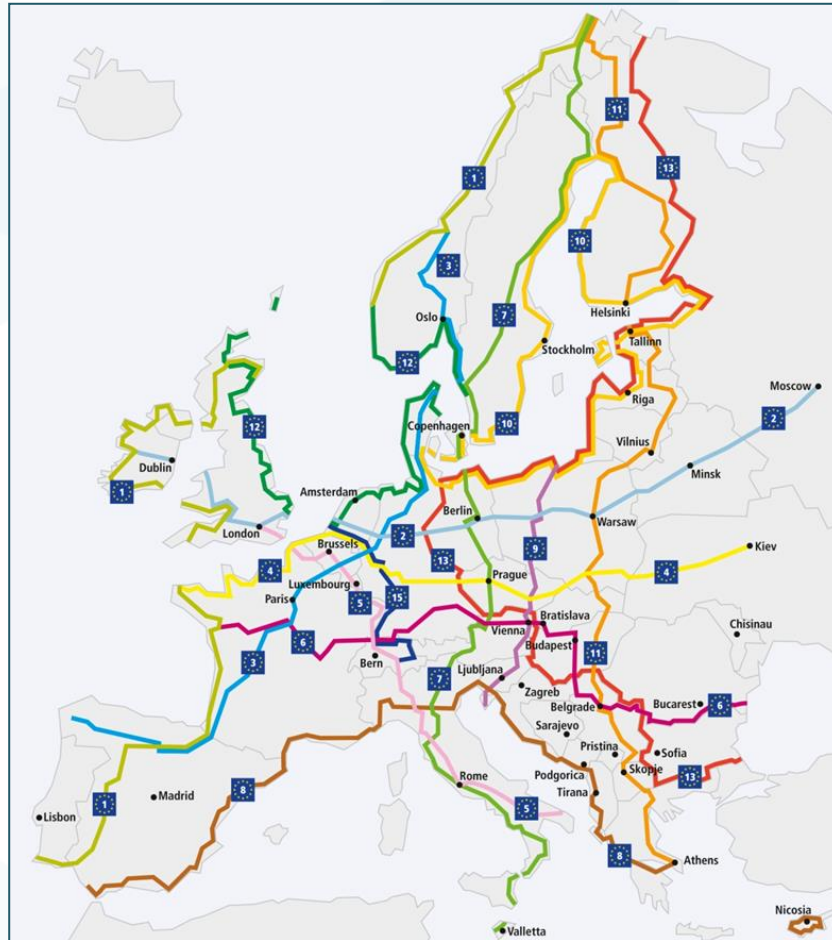 11
1
13
3
10
Oslo
Helsinki
7
Tallinn
12
Stockholm
Moscow
Riga
2
12
10
Copenhagen
Vilnius
Dublin
Minsk
1
Amsterdam
Berlin
Warsaw
London
2
9
Kiev
Brussels
13
4
4
Luxembourg
Prague
Paris
5
15
Bratislava
Chisinau
Vienna
6
Budapest
Bern
11
3
Ljubljana
7
Zagreb
Bucarest
6
Belgrade
Sarajevo
Pristina
Sofia
Podgorica
Skopje
13
Rome
Madrid
8
Tirana
1
5
Lisbon
8
Athens
Nicosia
Valletta